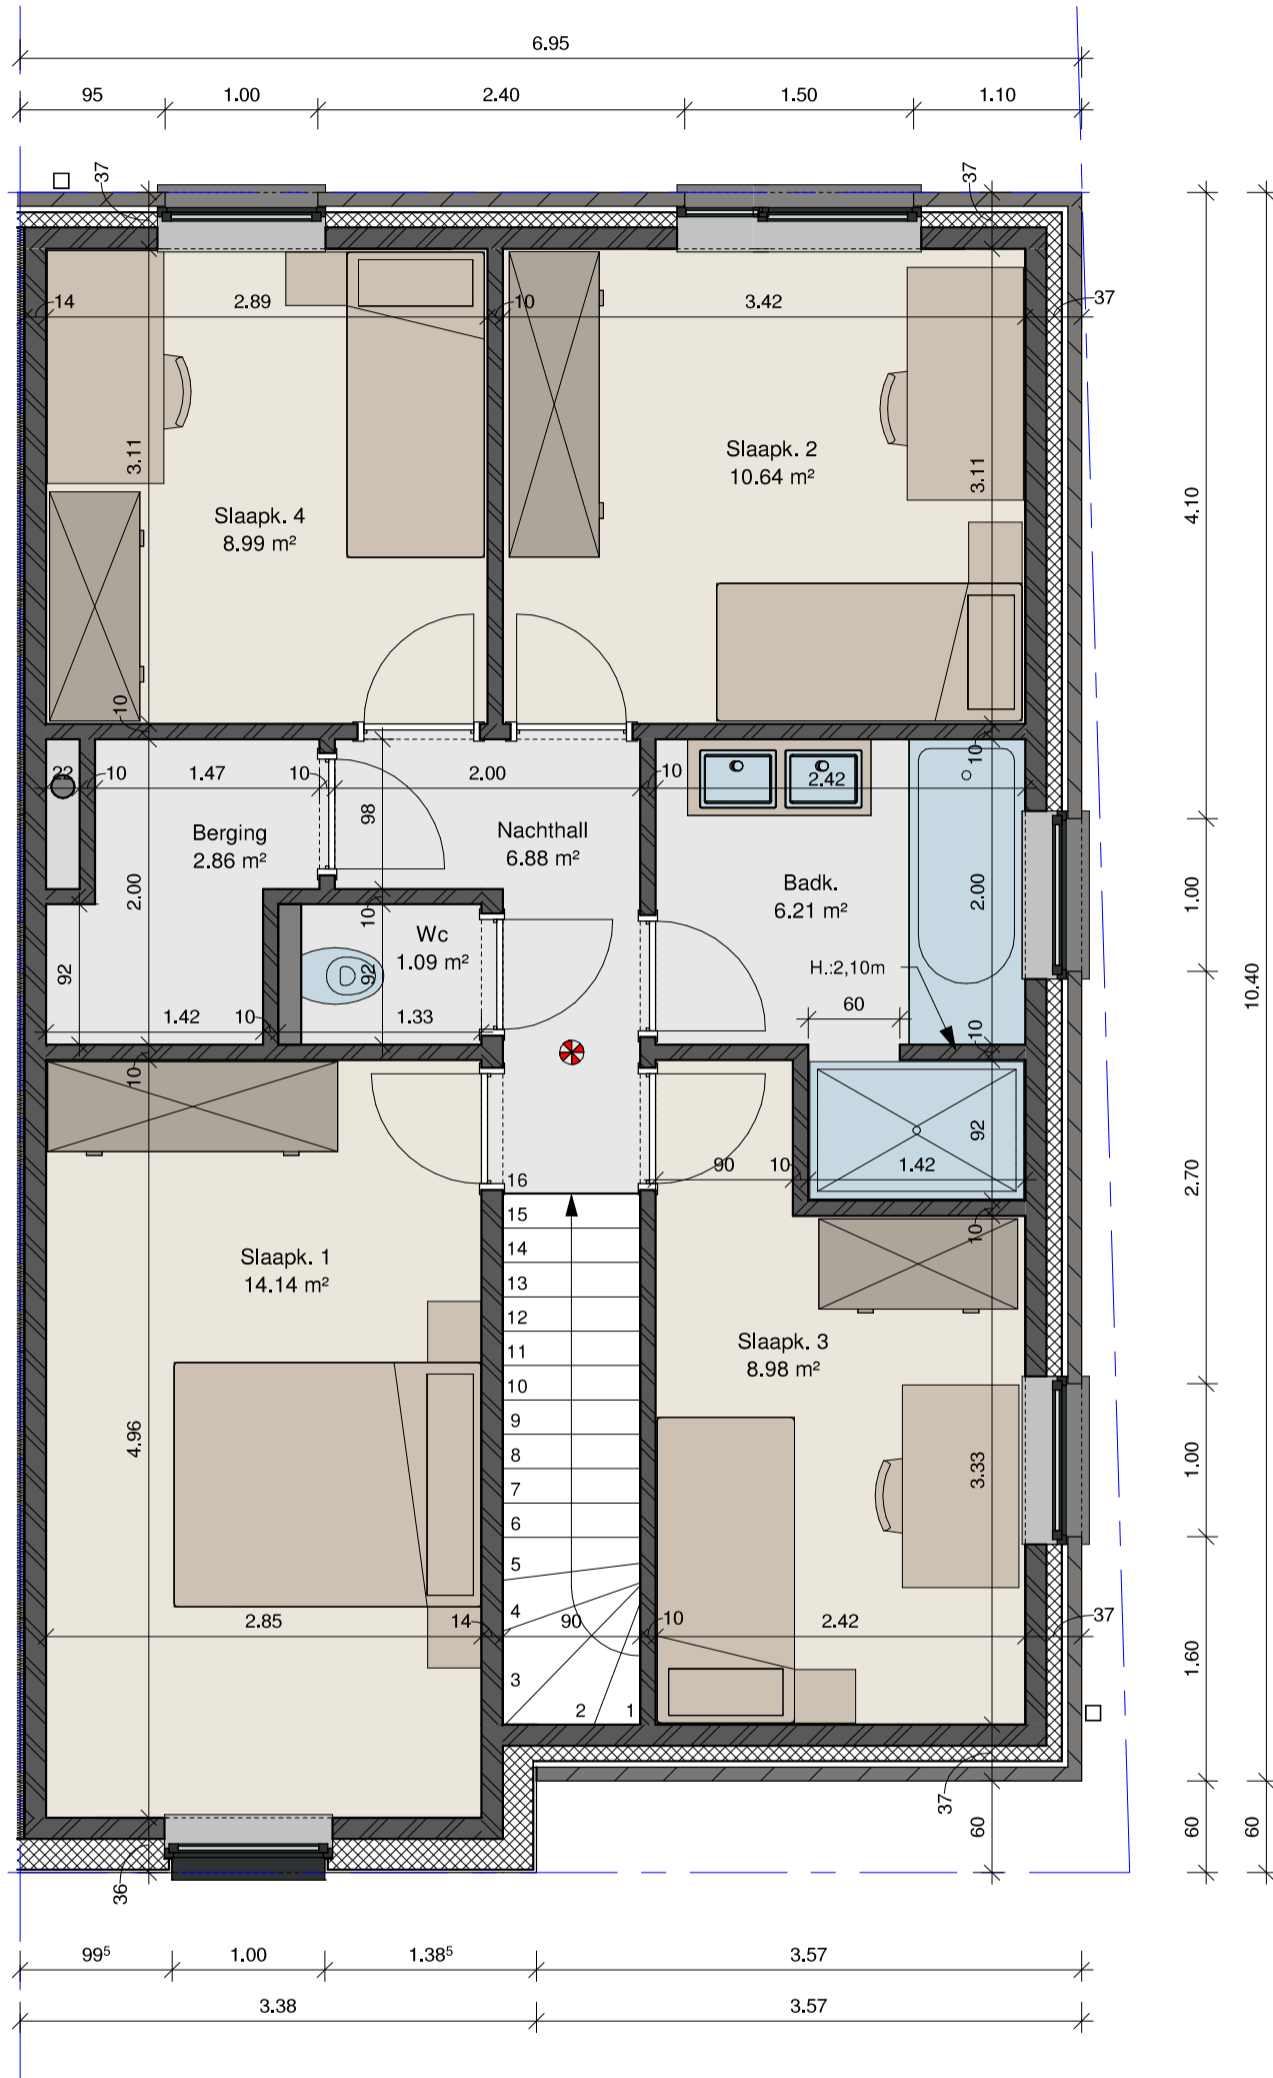 6.95
95 1.00 2.40 1.50 1.10
37 37
14 2.89 10 3.42 37
3.11 3.11
Slaapk. 2
10.64 m²
Slaapk. 4
8.99 m²
4.10
10 10
22 10 1.47 10 2.00 10 2.42
98
Berging
2.86 m²
Nachthall
6.88 m²
Badk.
6.21 m²
2.00 2.00
1.00
10.40
10
Wc
1.09 m²
92 92
H.:2,10m
60
1.42 10 1.33
10 10
92
90 10 1.42
2.70
16
15
14
13
12
11
10
9
8
7
6
5
4
3
2 1
10
Slaapk. 1
14.14 m²
Slaapk. 3
8.98 m²
4.96 3.33
1.00
2.85 14 90 10 2.42 37
1.60
37
60 60 60
36
99⁵ 1.00 1.38⁵ 3.57
3.38 3.57